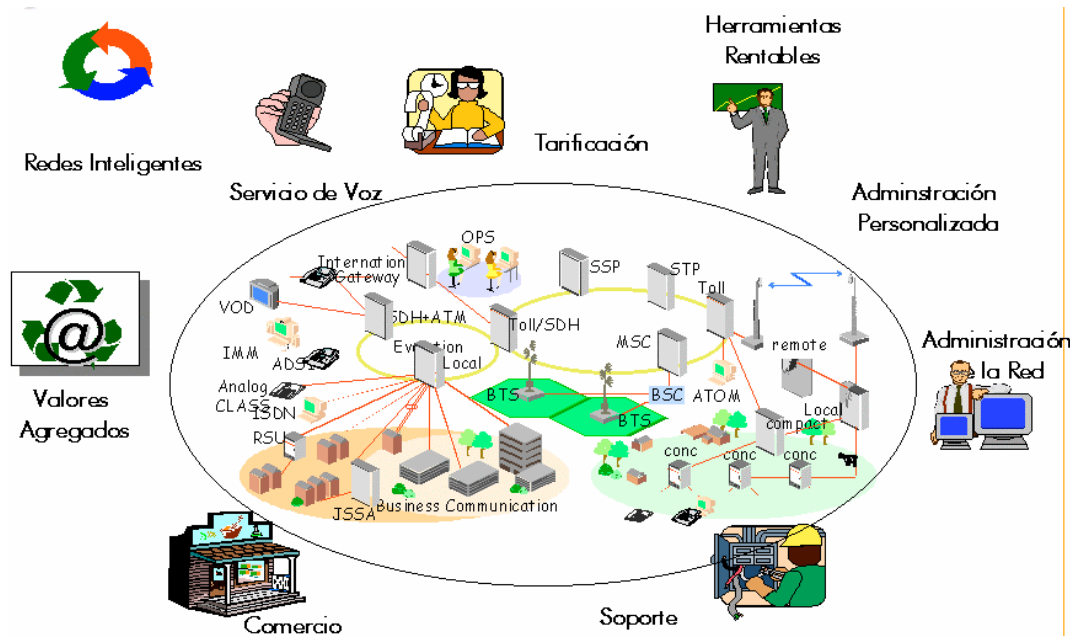 Herramientas
Rentables
Redes Inteligentes
Tarificación
Servicio de Voz
Adminstración
Personalizada
OPS
Internation
Gateway
SSP
STP
Toll
VOD
SDH+ATM
Toll/SDH
MSC
remote
IMM
ADSL
Evolution
Local
Administración
la Red
Analog
CLASS
ISDN
BTS
BTS
BSC
ATOM
Local
compact
Valores
Agregados
RSU
conc
conc
conc
JSSA
Business Communication
@
Comercio
Soporte